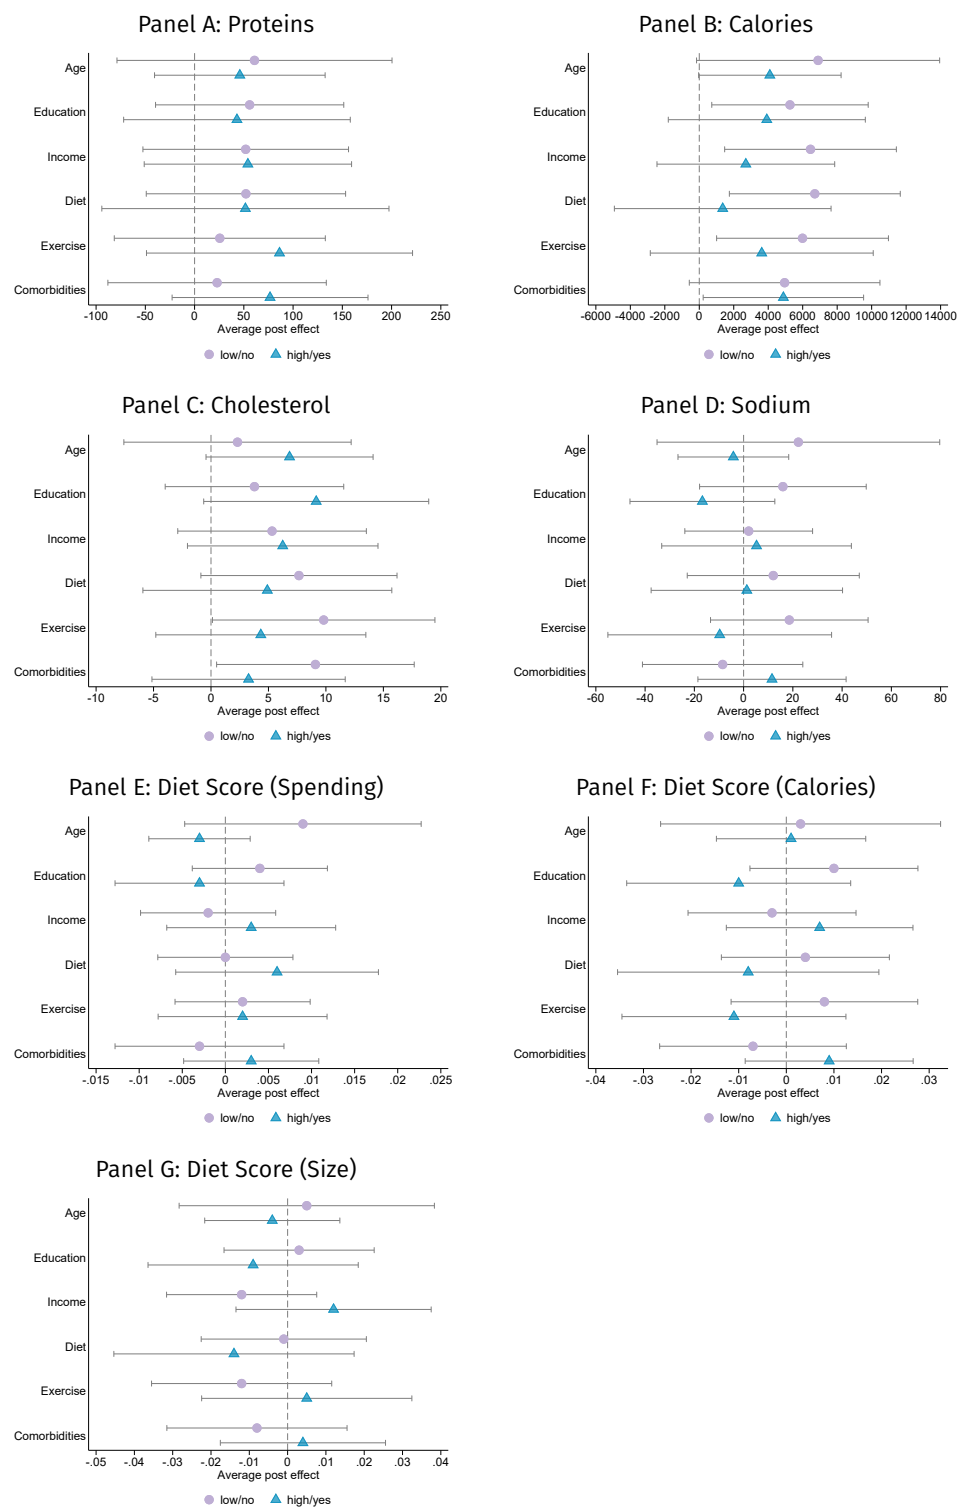 Panel A: Proteins
Age
Education
Income
Diet
Exercise
Comorbidities
-100 -50 0 50 100 150 200 250
Average post effect
low/no high/yes
Panel B: Calories
Age
Education
Income
Diet
Exercise
Comorbidities
-6000 -4000 -2000 0 2000 4000 6000 8000 10000 12000 14000
Average post effect
low/no high/yes
Panel C: Cholesterol
Age
Education
Income
Diet
Exercise
Comorbidities
-10 -5 0 5 10 15 20
Average post effect
low/no high/yes
Panel D: Sodium
Age
Education
Income
Diet
Exercise
Comorbidities
-60 -40 -20 0 20 40 60 80
Average post effect
low/no high/yes
Panel E: Diet Score (Spending)
Age
Education
Income
Diet
Exercise
Comorbidities
-.015 -.01 -.005 0 .005 .01 .015 .02 .025
Average post effect
low/no high/yes
Panel F: Diet Score (Calories)
Age
Education
Income
Diet
Exercise
Comorbidities
-.04 -.03 -.02 -.01 0 .01 .02 .03
Average post effect
low/no high/yes
Panel G: Diet Score (Size)
Age
Education
Income
Diet
Exercise
Comorbidities
-.05 -.04 -.03 -.02 -.01 0 .01 .02 .03 .04
Average post effect
low/no high/yes